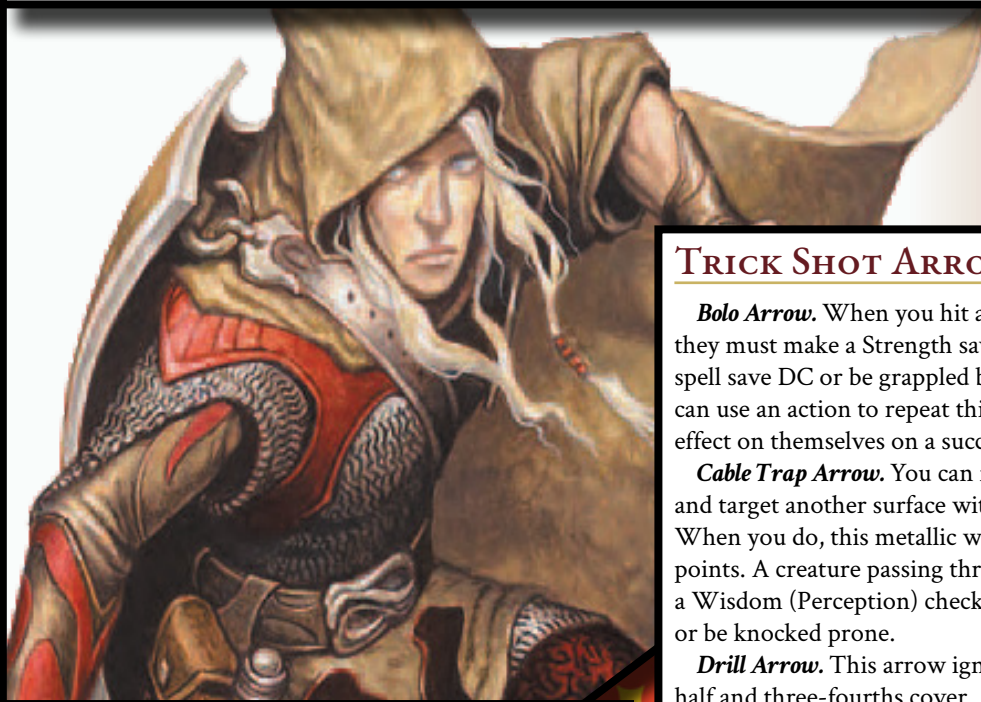 TRICK SHOT ARRO
Bolo Arrow. When you hit a
they must make a Strength sa
spell save DC or be grappled b
can use an action to repeat thi
effect on themselves on a succ
Cable Trap Arrow. You can
and target another surface wit
When you do, this metallic w
points. A creature passing thr
a Wisdom (Perception) check
or be knocked prone.
Drill Arrow. This arrow ign
half and three-fourths cover.